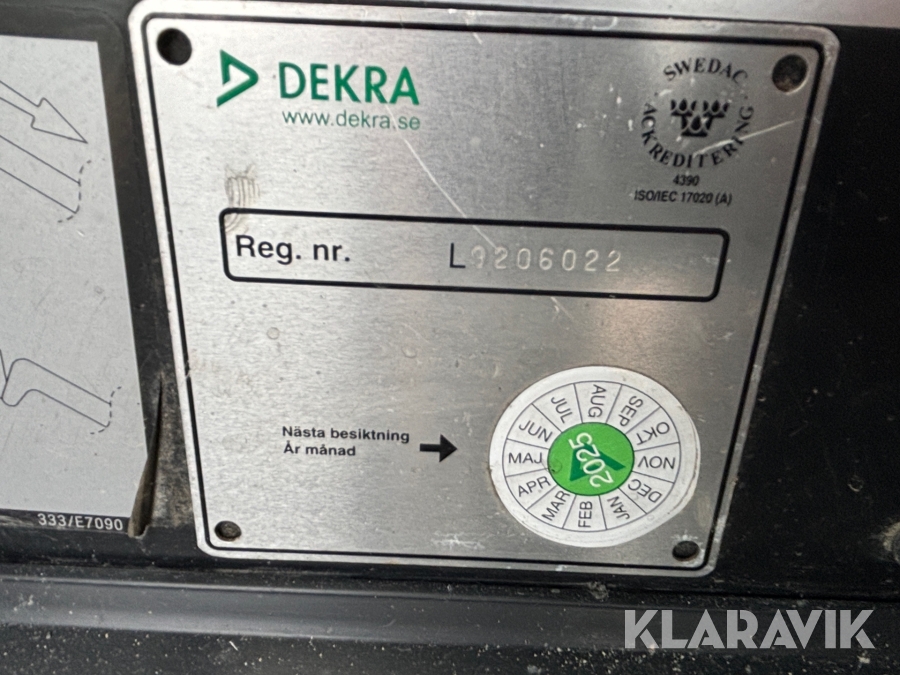 DEKRA
www.dekra.se
SWEDAC
ACKREDITERING
4390
ISO/IEC 17020 (A)
Reg. nr. L9206022
Nästa besiktning
År månad
JAN FEB MAR APR MAJ JUN JUL AUG SEP OKT NOV DEC
2025
333/E7090
KLARAVIK